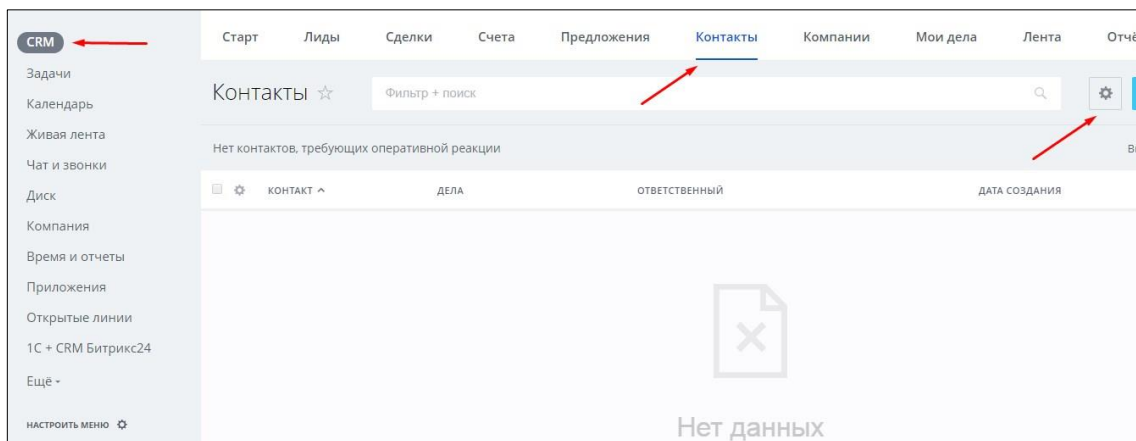 CRM
Задачи
Календарь
Живая лента
Чат и звонки
Диск
Компания
Время и отчеты
Приложения
Открытые линии
1С + CRM Битрикс24
Ещё
НАСТРОИТЬ МЕНЮ
Старт Лиды Сделки Счета Предложения Контакты Компании Мои дела Лента Отчё
Контакты Фильтр + поиск
Нет контактов, требующих оперативной реакции
КОНТАКТ ДЕЛА ОТВЕТСТВЕННЫЙ ДАТА СОЗДАНИЯ
Нет данных